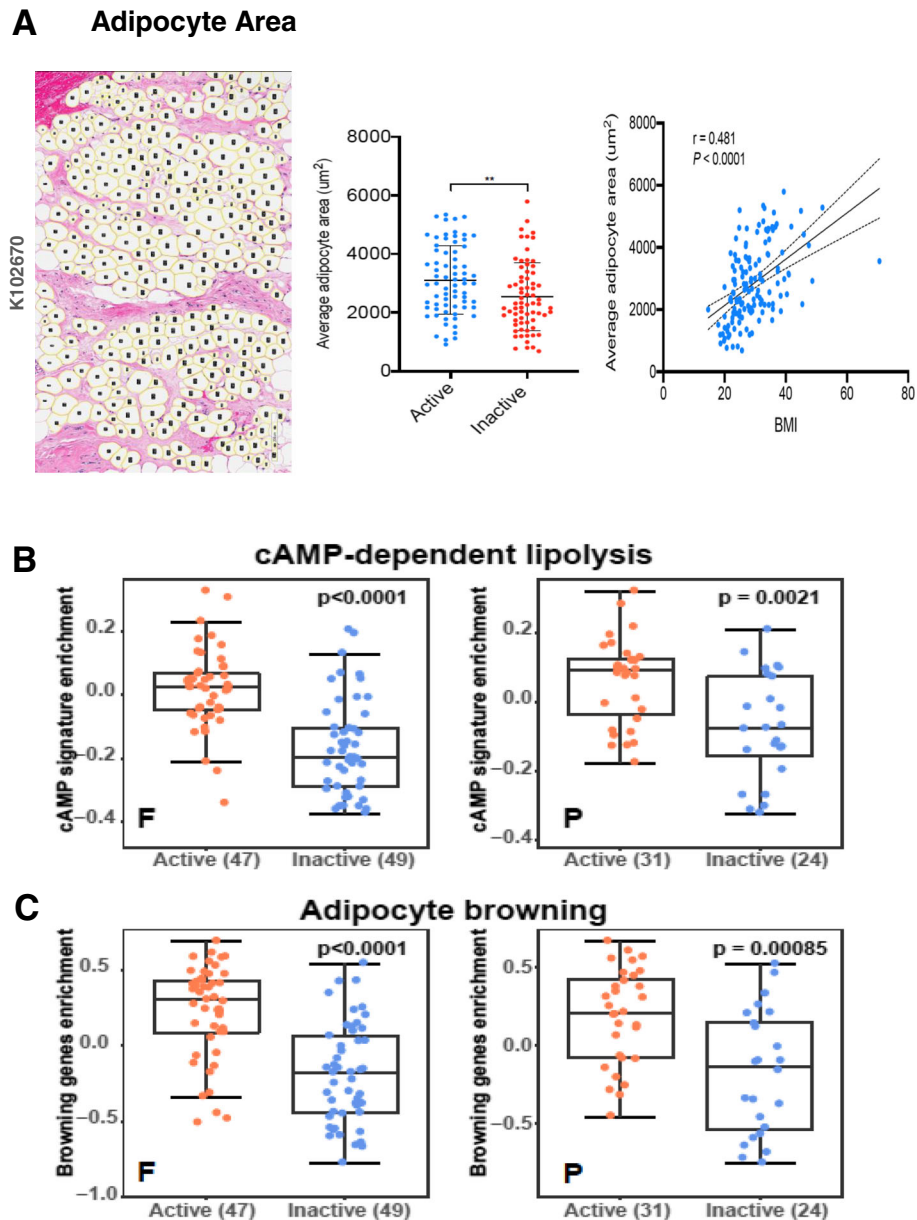 A Adipocyte Area
K102670
Average adipocyte area (um²)
8000
6000
4000
2000
0
**
Active
Inactive
Average adipocyte area (um²)
8000
6000
4000
2000
0
r = 0.481
P < 0.0001
0 20 40 60 80
BMI
B cAMP-dependent lipolysis
cAMP signature enrichment
0.2
0.0
−0.2
−0.4
p<0.0001
F
Active (47) Inactive (49)
cAMP signature enrichment
0.2
0.0
−0.2
−0.4
p = 0.0021
P
Active (31) Inactive (24)
C Adipocyte browning
Browning genes enrichment
0.5
0.0
−0.5
−1.0
p<0.0001
F
Active (47) Inactive (49)
Browning genes enrichment
0.5
0.0
−0.5
p = 0.00085
P
Active (31) Inactive (24)